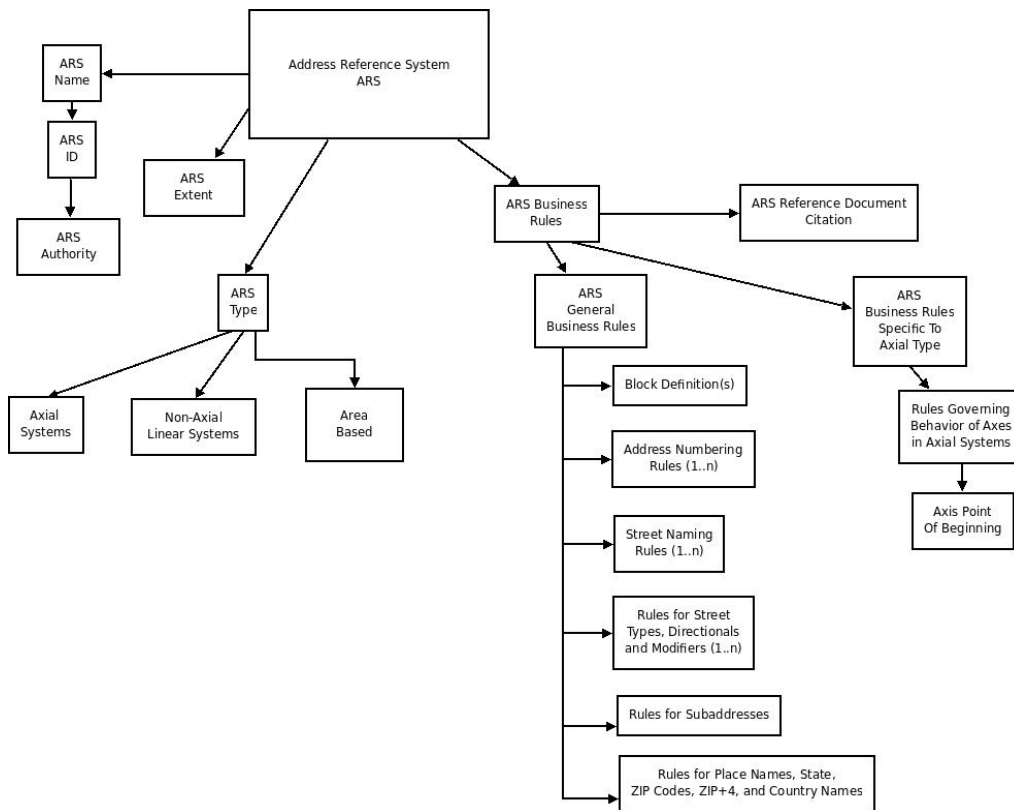 Address Reference System
ARS
ARS
Name
ARS
ID
ARS
Authority
ARS
Extent
ARS Business
Rules
ARS Reference Document
Citation
ARS
Type
Axial
Systems
Non-Axial
Linear Systems
Area
Based
ARS
General
Business Rules
Block Definition(s)
Address Numbering
Rules (1..n)
Street Naming
Rules (1..n)
Rules for Street
Types, Directionals
and Modifiers (1..n)
Rules for Subaddresses
Rules for Place Names, State,
ZIP Codes, ZIP+4, and Country Names
ARS
Business Rules
Specific To
Axial Type
Rules Governing
Behavior of Axes
in Axial Systems
Axis Point
Of Beginning